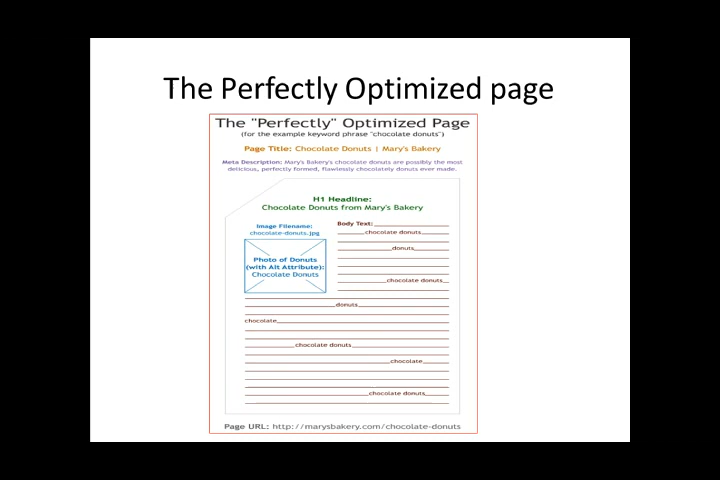 The Perfectly Optimized page
The "Perfectly" Optimized Page
(for the example keyword phrase "chocolate donuts")
Page Title: Chocolate Donuts | Mary's Bakery
Meta Description: Mary's Bakery's chocolate donuts are possibly the most
delicious, perfectly formed, flawlessly chocolately donuts ever made.
H1 Headline:
Chocolate Donuts from Mary's Bakery
Image Filename:
chocolate-donuts.jpg
Photo of Donuts
(with Alt Attribute):
Chocolate Donuts
Body Text:
chocolate donuts
donuts
chocolate donuts
donuts
chocolate
chocolate donuts
chocolate
chocolate donuts
Page URL: http://marysbakery.com/chocolate-donuts